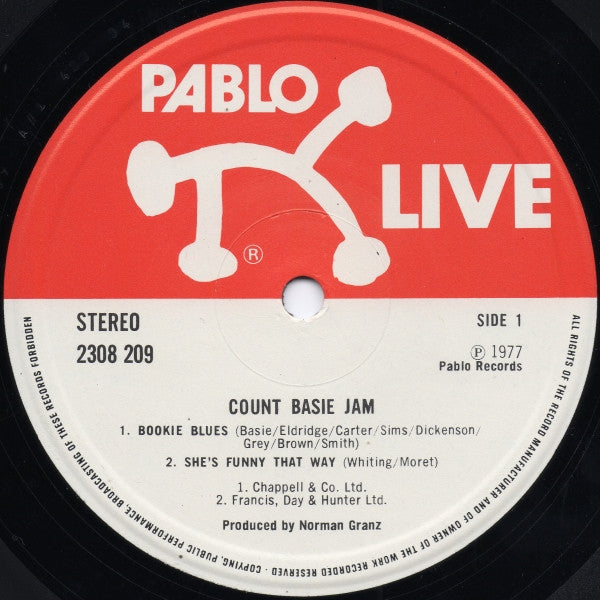 PABLO
LIVE
®
STEREO
SIDE 1
2308 209
℗ 1977
Pablo Records
COUNT BASIE JAM
1. BOOKIE BLUES (Basie/Eldridge/Carter/Sims/Dickenson/
Grey/Brown/Smith)
2. SHE'S FUNNY THAT WAY (Whiting/Moret)
1. Chappell & Co. Ltd.
2. Francis, Day & Hunter Ltd.
Produced by Norman Granz
ALL RIGHTS OF THE RECORD MANUFACTURER AND OF OWNER OF THE WORK RECORDED RESERVED - COPYING, PUBLIC PERFORMANCE, BROADCASTING OF THESE RECORDS FORBIDDEN